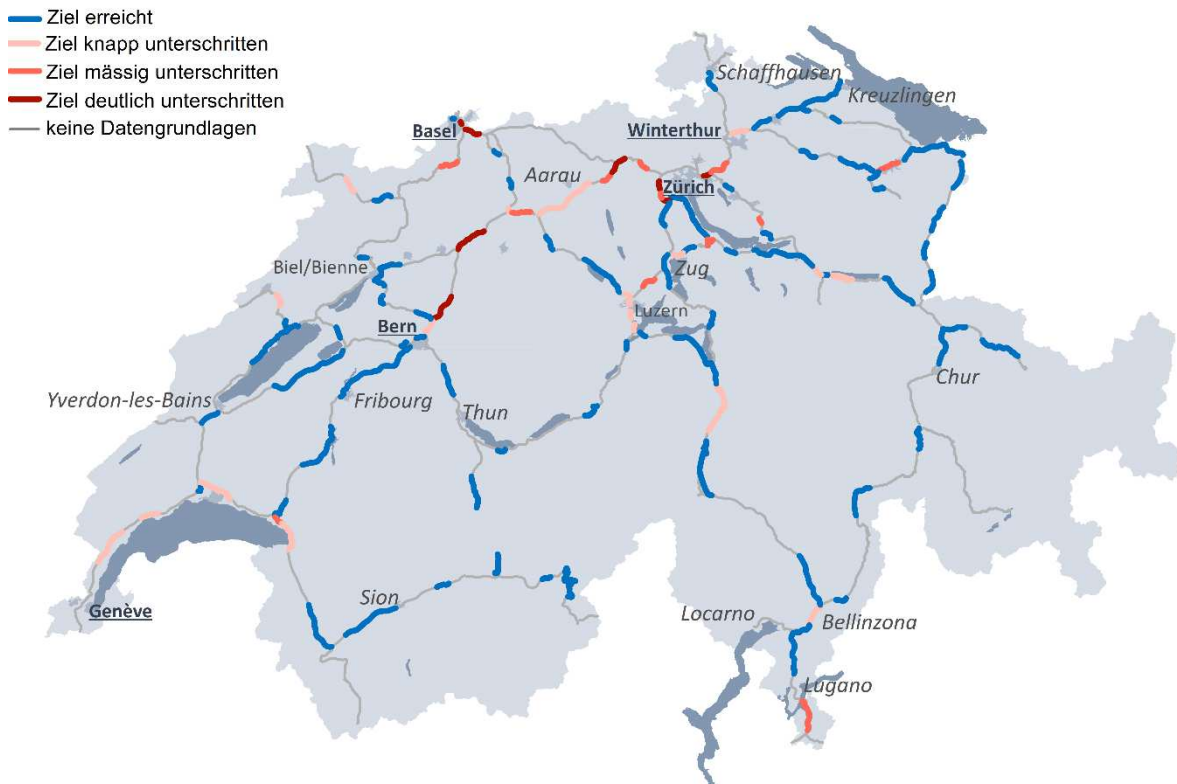 Ziel erreicht
Ziel knapp unterschritten
Ziel mässig unterschritten
Ziel deutlich unterschritten
keine Datengrundlagen
Schaffhausen
Kreuzlingen
Basel
Winterthur
Aarau
Zürich
Biel/Bienne
Zug
Luzern
Bern
Yverdon-les-Bains
Fribourg
Thun
Chur
Sion
Genève
Locarno
Bellinzona
Lugano